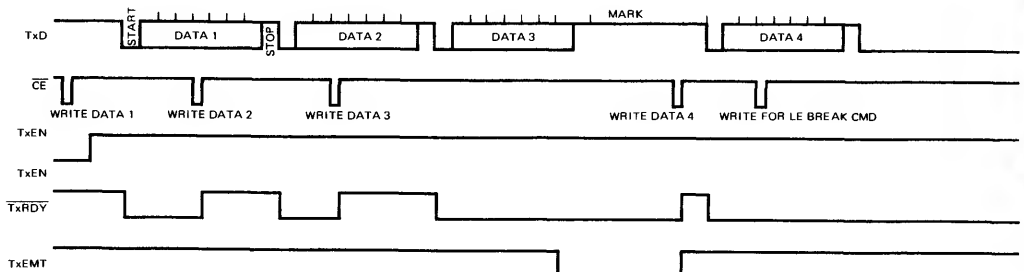 MARK
TxD
START
DATA 1
STOP
DATA 2
DATA 3
DATA 4
CE
WRITE DATA 1
WRITE DATA 2
WRITE DATA 3
WRITE DATA 4
WRITE FOR LE BREAK CMD
TxEN
TxEN
TxRDY
TxEMT